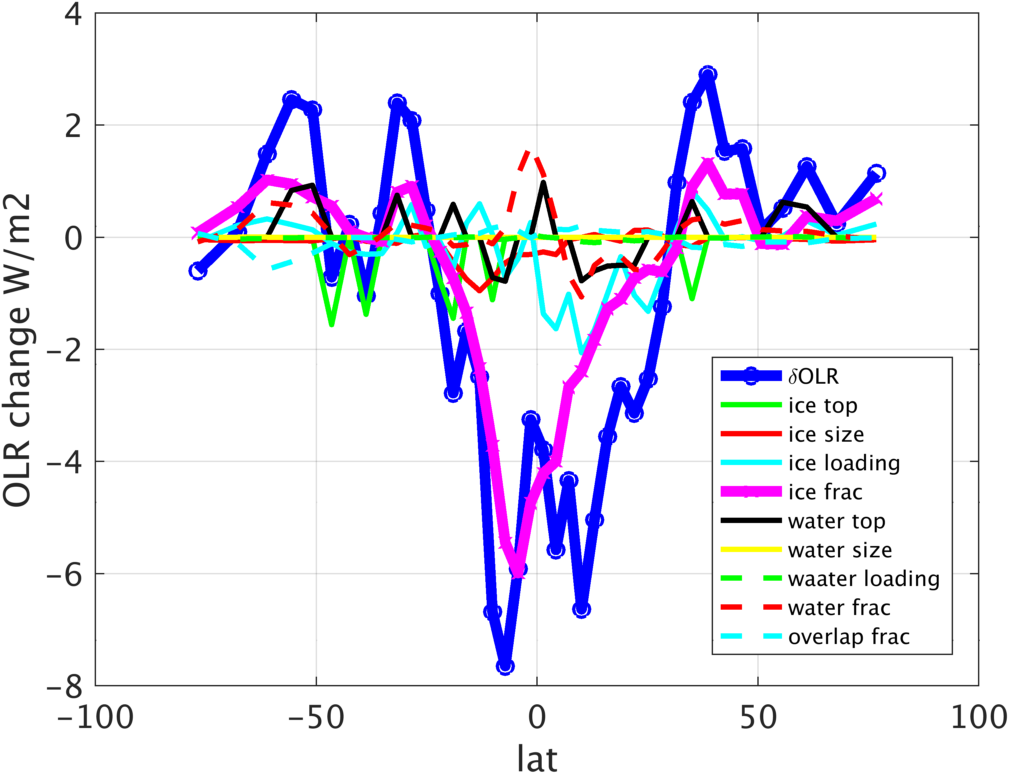 4
2
0
−2
−4
−6
−8
−100
−50
0
50
100
OLR change W/m2
lat
δOLR
ice top
ice size
ice loading
ice frac
water top
water size
waater loading
water frac
overlap frac